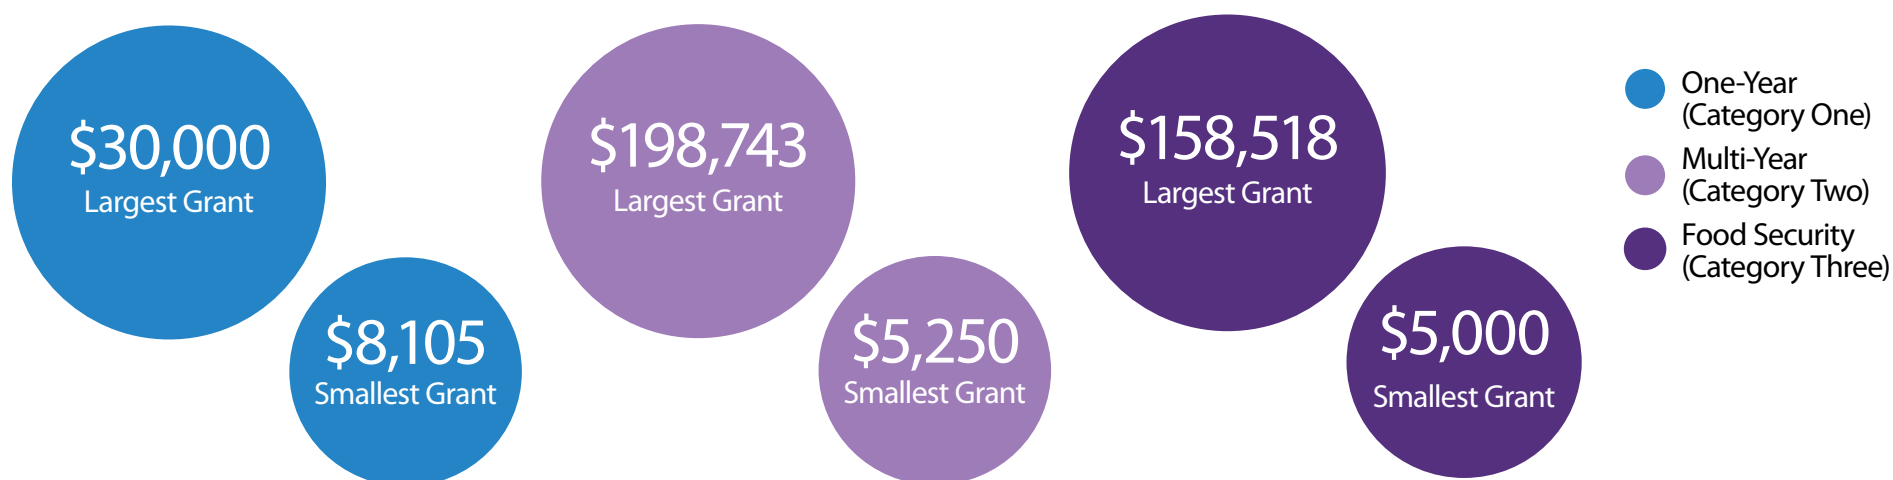 $30,000
Largest Grant
$8,105
Smallest Grant
$198,743
Largest Grant
$5,250
Smallest Grant
$158,518
Largest Grant
$5,000
Smallest Grant
One-Year
(Category One)
Multi-Year
(Category Two)
Food Security
(Category Three)